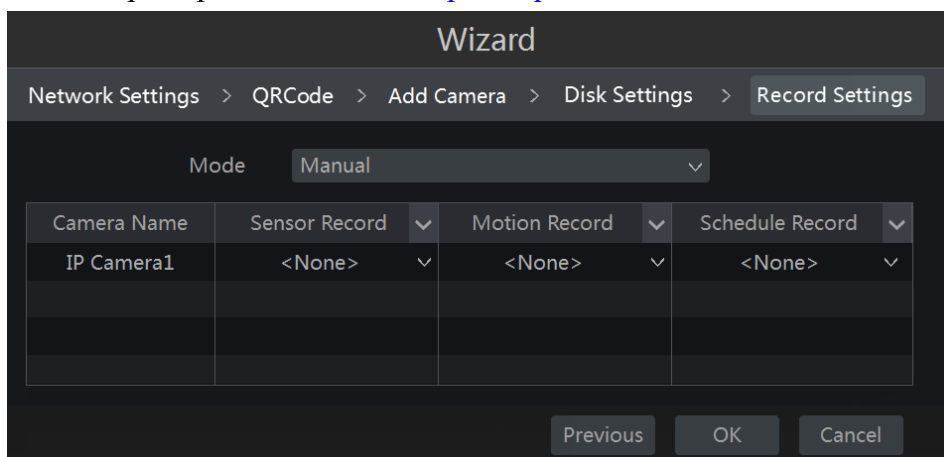 Wizard
Network Settings > QRCode > Add Camera > Disk Settings > Record Settings
Mode Manual
Camera Name Sensor Record Motion Record Schedule Record
IP Camera1 <None> <None> <None>
Previous OK Cancel